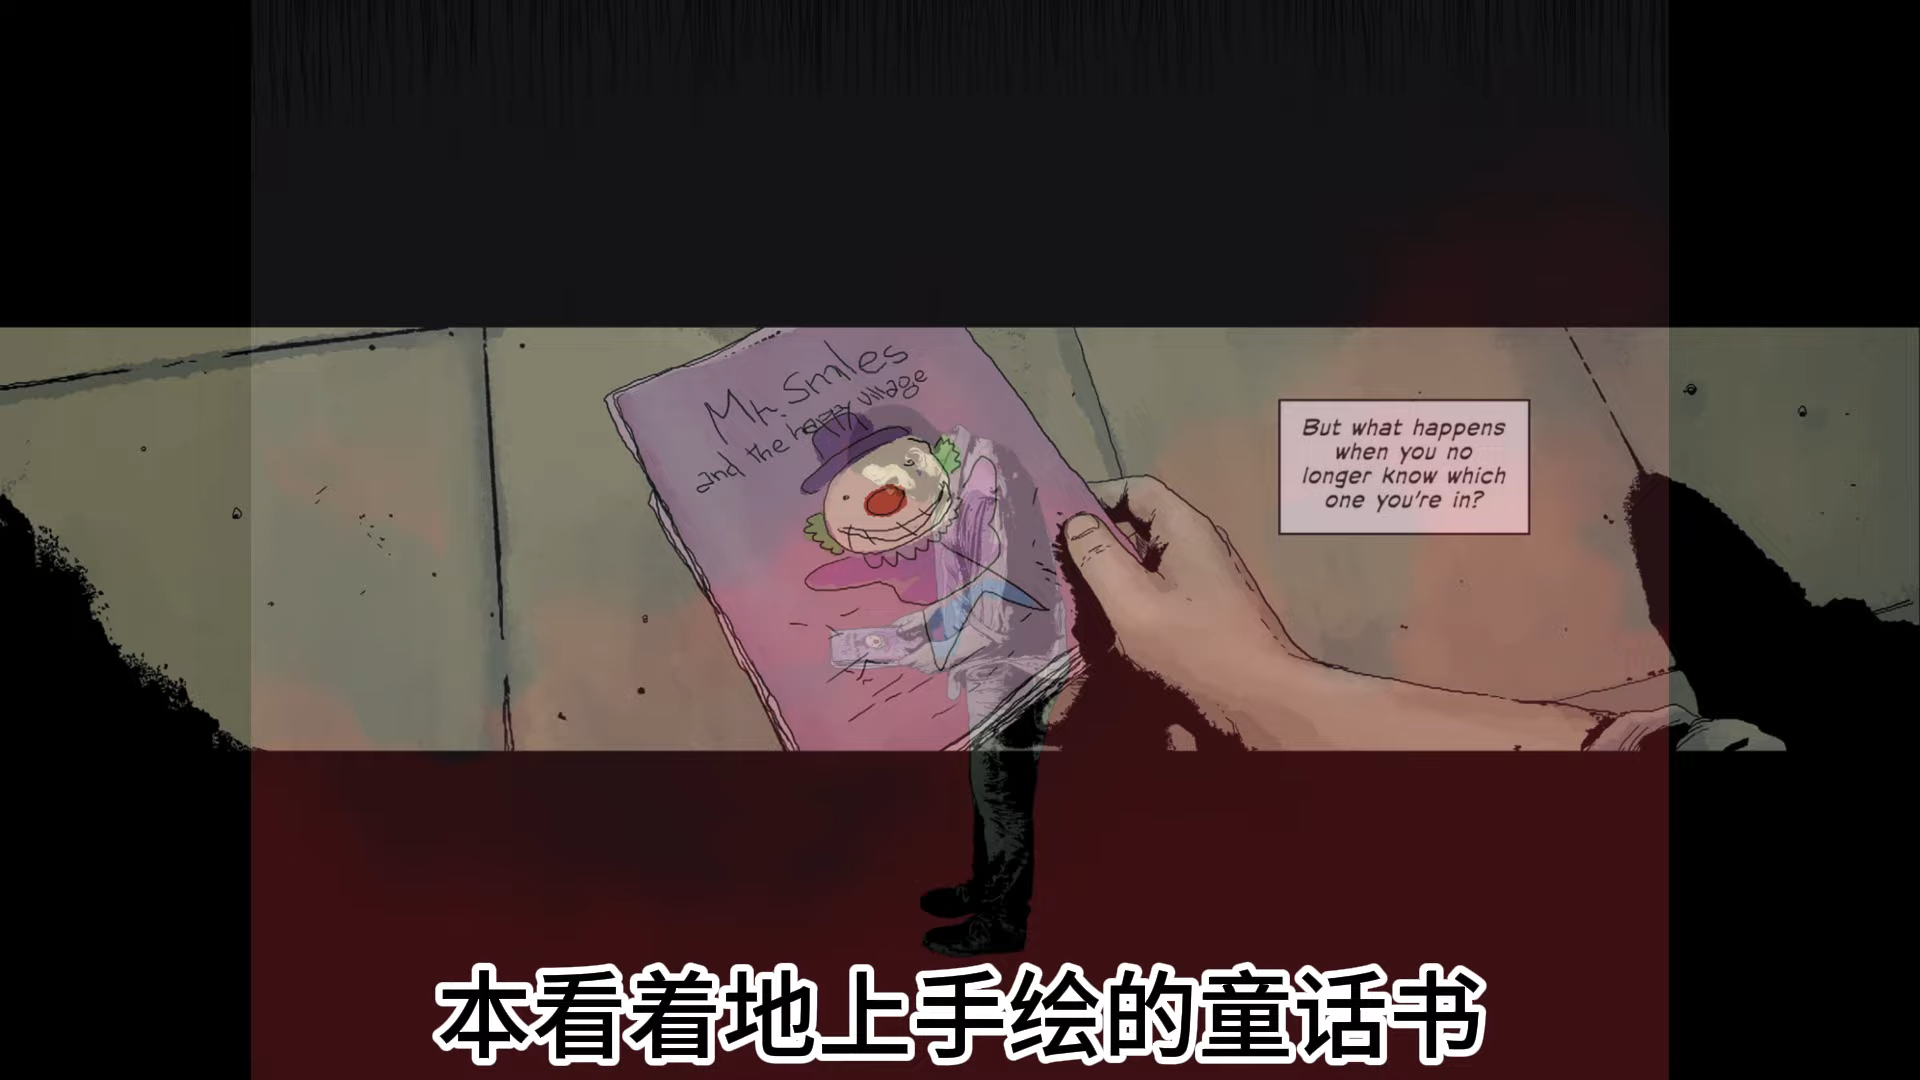 Mr. Smiles
and the happy village
But what happens
when you no
longer know which
one you're in?
本看着地上手绘的童话书